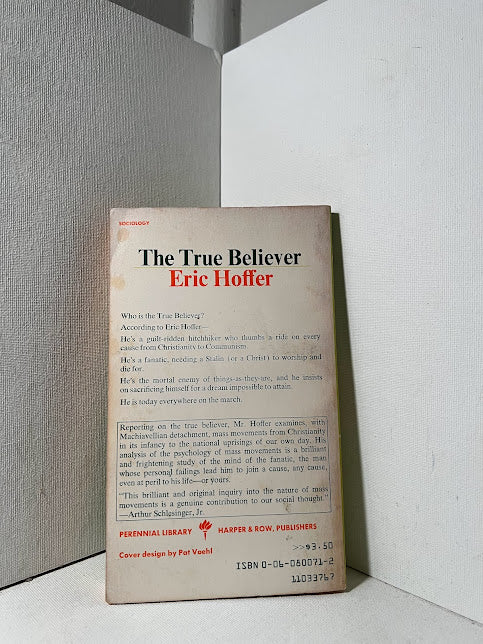 SOCIOLOGY
The True Believer
Eric Hoffer
Who is the True Believer?
According to Eric Hoffer—
He's a guilt-ridden hitchhiker who thumbs a ride on every
cause from Christianity to Communism.
He's a fanatic, needing a Stalin (or a Christ) to worship and
die for.
He's the mortal enemy of things-as-they-are, and he insists
on sacrificing himself for a dream impossible to attain.
He is today everywhere on the march.
Reporting on the true believer, Mr. Hoffer examines, with
Machiavellian detachment, mass movements from Christianity
in its infancy to the national uprisings of our own day. His
analysis of the psychology of mass movements is a brilliant
and frightening study of the mind of the fanatic, the man
whose personal failings lead him to join a cause, any cause,
even at peril to his life—or yours.
"This brilliant and original inquiry into the nature of mass
movements is a genuine contribution to our social thought."
—Arthur Schlesinger, Jr.
PERENNIAL LIBRARY HARPER & ROW, PUBLISHERS
Cover design by Pat Voehl
>>$3.50
ISBN 0-06-080071-2
11033767